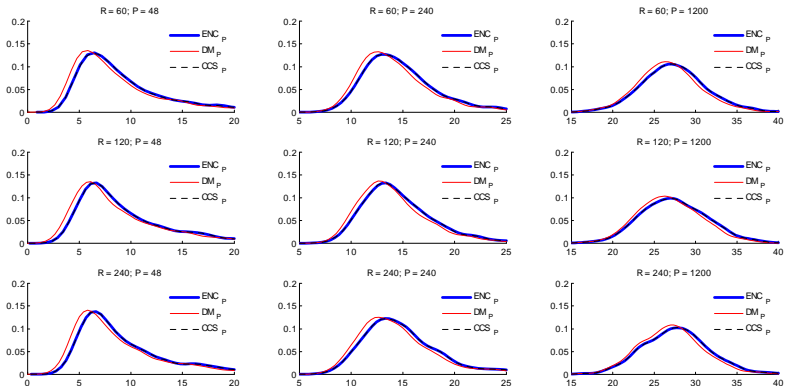 R = 60; P = 48
0.2
0.15
0.1
0.05
0
0 5 10 15 20
ENC P
DM P
CCS P
R = 60; P = 240
0.2
0.15
0.1
0.05
0
5 10 15 20 25
ENC P
DM P
CCS P
R = 60; P = 1200
0.2
0.15
0.1
0.05
0
15 20 25 30 35 40
ENC P
DM P
CCS P
R = 120; P = 48
0.2
0.15
0.1
0.05
0
0 5 10 15 20
ENC P
DM P
CCS P
R = 120; P = 240
0.2
0.15
0.1
0.05
0
5 10 15 20 25
ENC P
DM P
CCS P
R = 120; P = 1200
0.2
0.15
0.1
0.05
0
15 20 25 30 35 40
ENC P
DM P
CCS P
R = 240; P = 48
0.2
0.15
0.1
0.05
0
0 5 10 15 20
ENC P
DM P
CCS P
R = 240; P = 240
0.2
0.15
0.1
0.05
0
5 10 15 20 25
ENC P
DM P
CCS P
R = 240; P = 1200
0.2
0.15
0.1
0.05
0
15 20 25 30 35 40
ENC P
DM P
CCS P